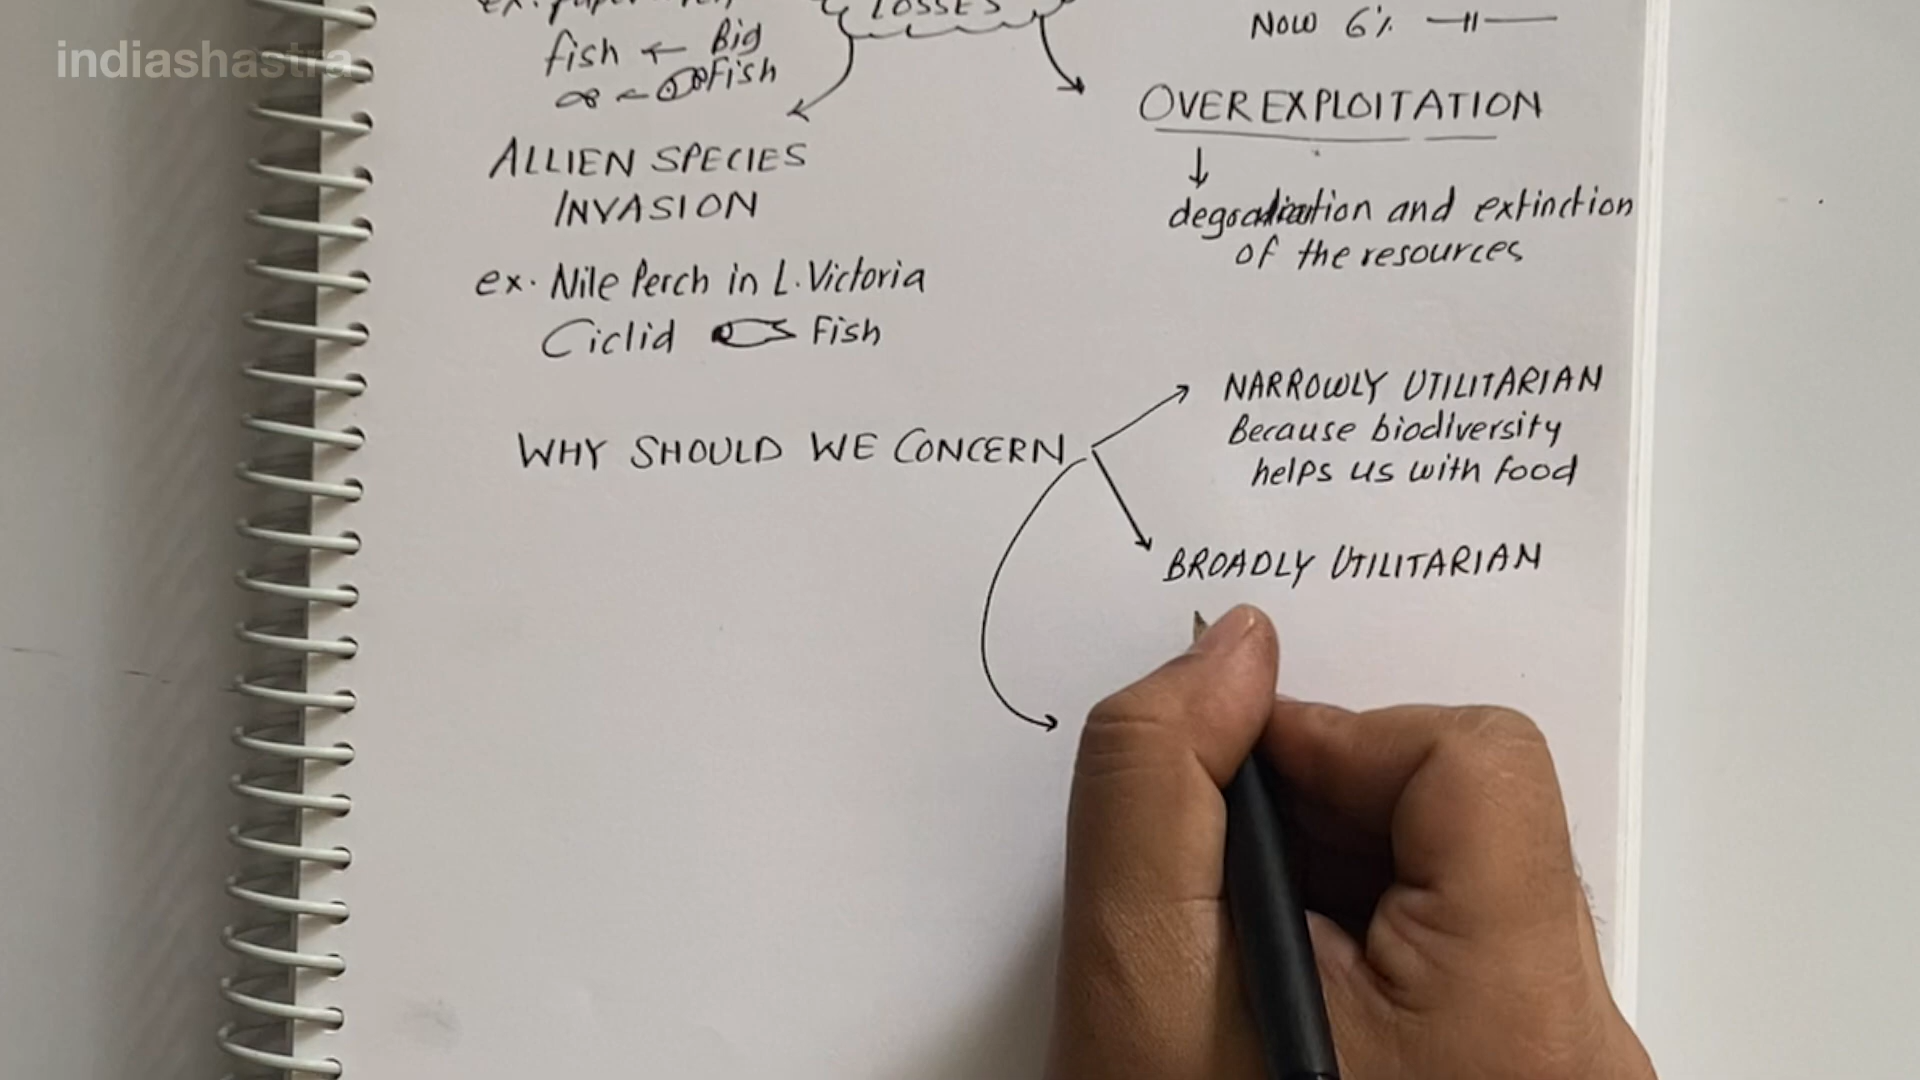 indiashastra
LOSSES
fish ← Big
Fish
Now 6%
OVEREXPLOITATION
ALLIEN SPECIES
INVASION
degradation and extinction
of the resources
ex. Nile Perch in L. Victoria
Ciclid Fish
NARROWLY UTILITARIAN
Because biodiversity
helps us with food
WHY SHOULD WE CONCERN
BROADLY UTILITARIAN